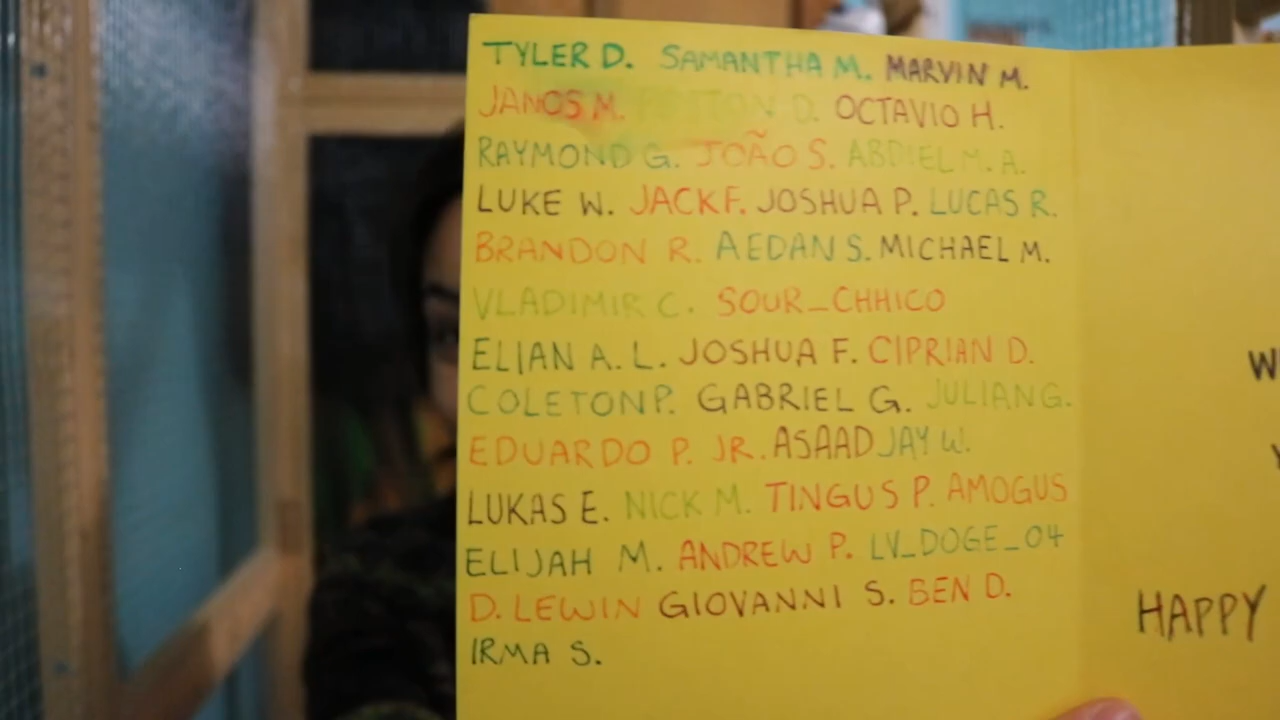 TYLER D. SAMANTHA M. MARVIN M.
JANOS M. D. OCTAVIO H.
RAYMOND G. JOÃO S. ABDIEL M. A.
LUKE W. JACK F. JOSHUA P. LUCAS R.
BRANDON R. AEDAN S. MICHAEL M.
VLADIMIR C. SOUR_CHHICO
ELIAN A. L. JOSHUA F. CIPRIAN D.
COLETON P. GABRIEL G. JULIAN G.
EDUARDO P. JR. ASAAD JAY W.
LUKAS E. NICK M. TINGUS P. AMOGUS
ELIJAH M. ANDREW P. LV_DOGE_04
D. LEWIN GIOVANNI S. BEN D.
IRMA S.
HAPPY